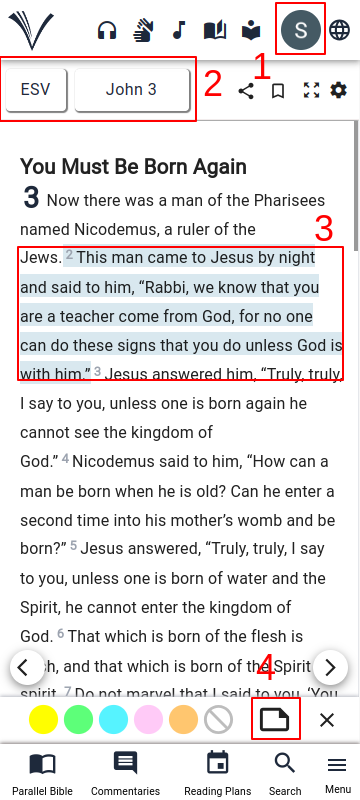 S
1
ESV
John 3
2
You Must Be Born Again
3 Now there was a man of the Pharisees
named Nicodemus, a ruler of the
3
Jews. 2 This man came to Jesus by night
and said to him, “Rabbi, we know that you
are a teacher come from God, for no one
can do these signs that you do unless God is
with him.” 3 Jesus answered him, “Truly, truly,
I say to you, unless one is born again he
cannot see the kingdom of
God.” 4 Nicodemus said to him, “How can a
man be born when he is old? Can he enter a
second time into his mother’s womb and be
born?” 5 Jesus answered, “Truly, truly, I say
to you, unless one is born of water and the
Spirit, he cannot enter the kingdom of
God. 6 That which is born of the flesh is
and that which is born of the Spirit
4
spirit. 7 Do not marvel that I said to you, ‘You
Parallel Bible
Commentaries
Reading Plans
Search
Menu